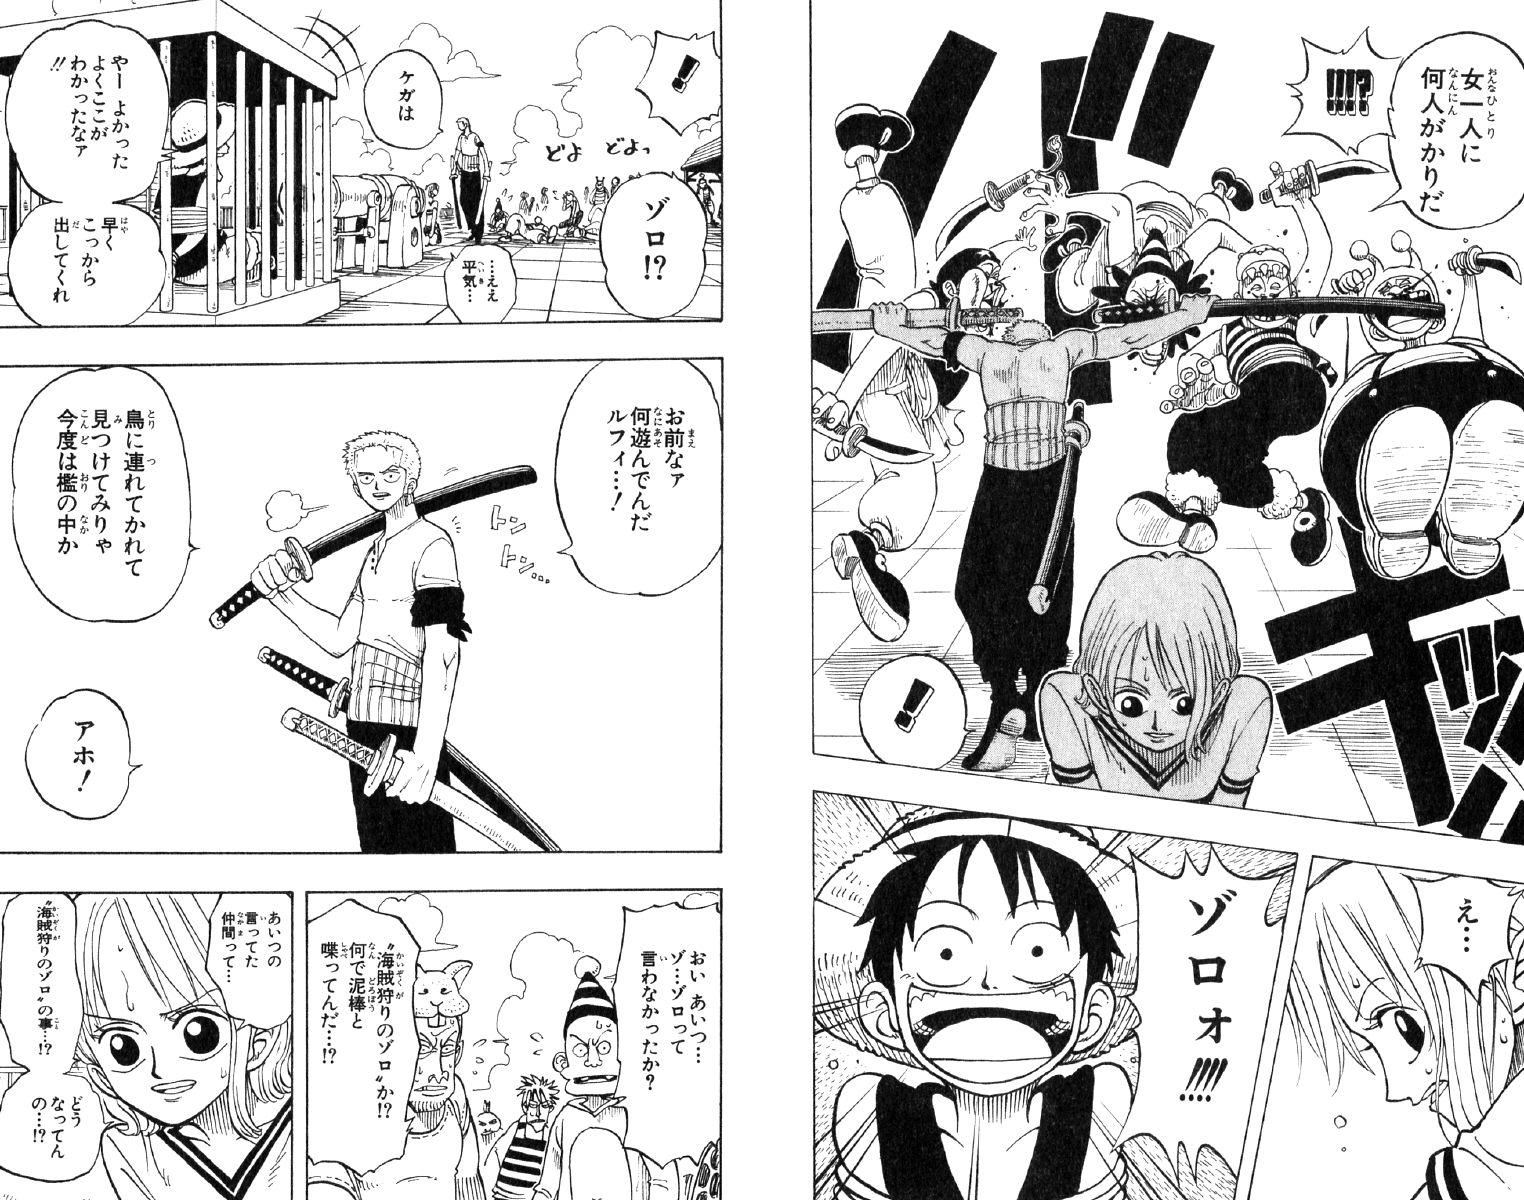 女一人に
何人がかりだ
!!!?
ガキィン
!!
え…
ゾロォ!!!!
!
ゾロ!?
どよ どよっ
ケガは
……ええ
平気…
やー よかった
よくここが
わかったなァ
!!
早く
こっから
出してくれ
お前なァ
何遊んでんだ
ルフィ…!
トントン…
鳥に連れてかれて
見つけてみりゃ
今度は檻の中か
アホ!
おい あいつ…
ゾ…ゾロって
言わなかったか?
〝海賊狩りのゾロ〟か!?
何で泥棒と
喋ってんだ…!?
あいつの
言ってた
仲間って…
〝海賊狩りのゾロ〟の事…!?
どう
なってん
の…!?